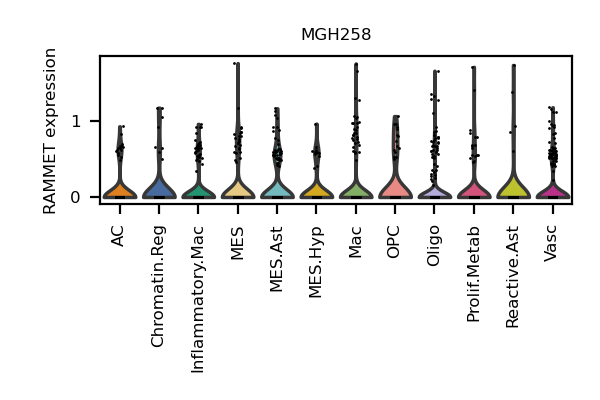 MGH258
RAMMET expression
1
0
AC
Chromatin.Reg
Inflammatory.Mac
MES
MES.Ast
MES.Hyp
Mac
OPC
Oligo
Prolif.Metab
Reactive.Ast
Vasc